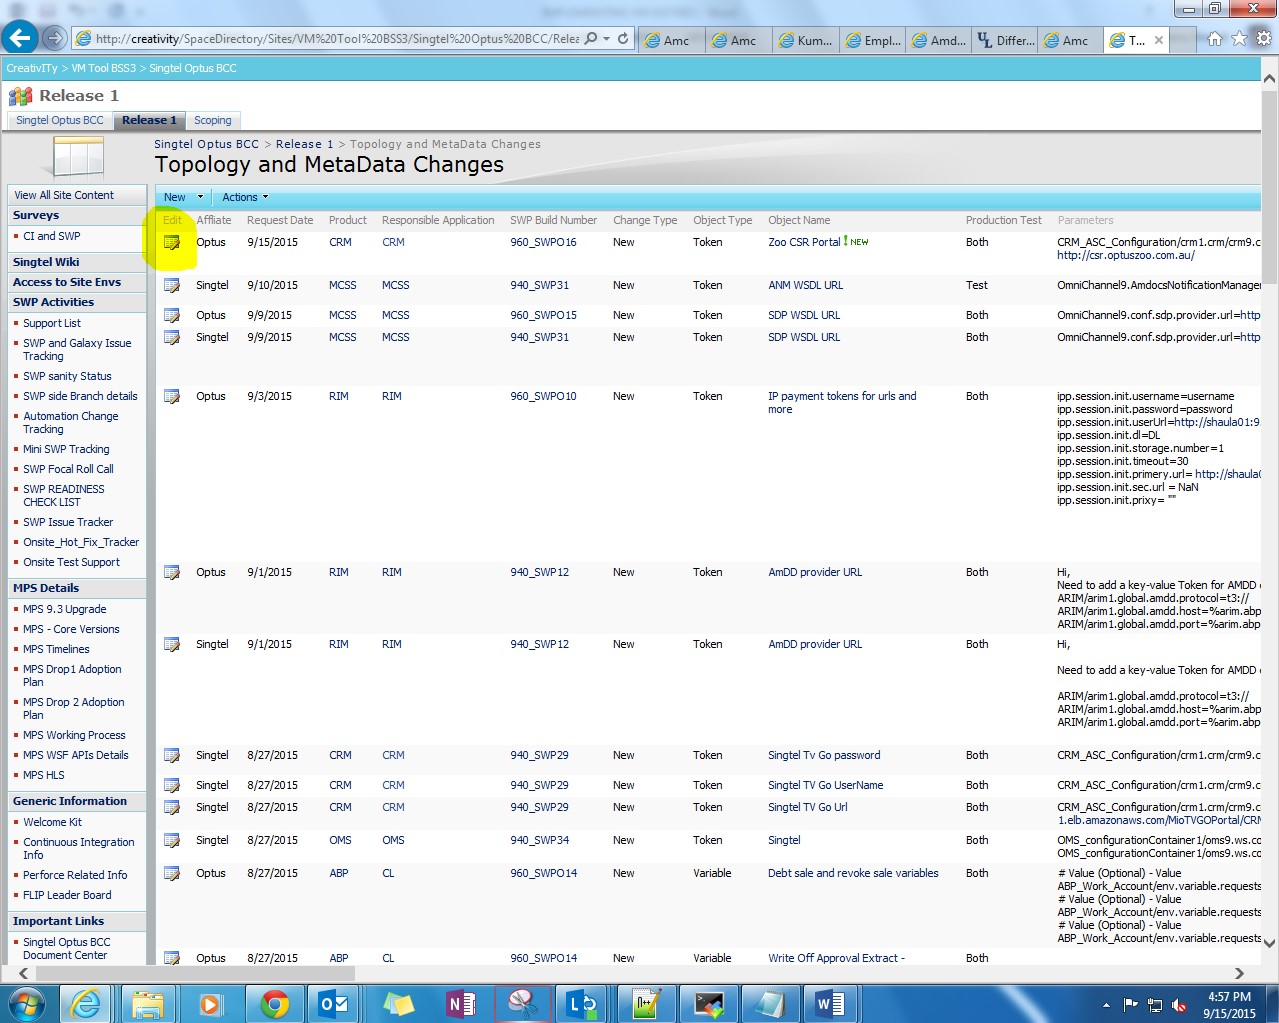 http://creativity/SpaceDirectory/Sites/VM%20Tool%20BSS3/Singtel%20Optus%20BCC/Relea
Amc
Amc
Kum...
Empl...
Amd...
Differ...
Amc
T...
CreativITy > VM Tool BSS3 > Singtel Optus BCC
Release 1
Singtel Optus BCC Release 1 Scoping
Singtel Optus BCC > Release 1 > Topology and MetaData Changes
Topology and MetaData Changes
View All Site Content
Surveys
CI and SWP
Singtel Wiki
Access to Site Envs
SWP Activities
Support List
SWP and Galaxy Issue
Tracking
SWP sanity Status
SWP side Branch details
Automation Change
Tracking
Mini SWP Tracking
SWP Focal Roll Call
SWP READINESS
CHECK LIST
SWP Issue Tracker
Onsite_Hot_Fix_Tracker
Onsite Test Support
MPS Details
MPS 9.3 Upgrade
MPS - Core Versions
MPS Timelines
MPS Drop1 Adoption
Plan
MPS Drop 2 Adoption
Plan
MPS Working Process
MPS WSF APIs Details
MPS HLS
Generic Information
Welcome Kit
Continuous Integration
Info
Perforce Related Info
FLIP Leader Board
Important Links
Singtel Optus BCC
Document Center
New Actions
Edit Affliate Request Date Product Responsible Application SWP Build Number Change Type Object Type Object Name Production Test Parameters
Optus 9/15/2015 CRM CRM 960_SWPO16 New Token Zoo CSR Portal ! NEW Both CRM_ASC_Configuration/crm1.crm/crm9.c
http://csr.optuszoo.com.au/
Singtel 9/10/2015 MCSS MCSS 940_SWP31 New Token ANM WSDL URL Test OmniChannel9.AmdocsNotificationManager
Optus 9/9/2015 MCSS MCSS 960_SWPO15 New Token SDP WSDL URL Both OmniChannel9.conf.sdp.provider.url=http
Singtel 9/9/2015 MCSS MCSS 940_SWP31 New Token SDP WSDL URL Both OmniChannel9.conf.sdp.provider.url=http
Optus 9/3/2015 RIM RIM 960_SWPO10 New Token IP payment tokens for urls and Both ipp.session.init.username=username
more ipp.session.init.password=password
ipp.session.init.userUrl=http://shaula01:9
ipp.session.init.dl=DL
ipp.session.init.storage.number=1
ipp.session.init.timeout=30
ipp.session.init.primery.url= http://shaula0
ipp.session.init.sec.url = NaN
ipp.session.init.prixy= ""
Optus 9/1/2015 RIM RIM 940_SWP12 New Token AmDD provider URL Both Hi,
Need to add a key-value Token for AMDD
ARIM/arim1.global.amdd.protocol=t3://
ARIM/arim1.global.amdd.host=%arim.abp
ARIM/arim1.global.amdd.port=%arim.abp
Singtel 9/1/2015 RIM RIM 940_SWP12 New Token AmDD provider URL Both Hi,
Need to add a key-value Token for AMDD
ARIM/arim1.global.amdd.protocol=t3://
ARIM/arim1.global.amdd.host=%arim.abp
ARIM/arim1.global.amdd.port=%arim.abp
Singtel 8/27/2015 CRM CRM 940_SWP29 New Token Singtel Tv Go password Both CRM_ASC_Configuration/crm1.crm/crm9.c
Singtel 8/27/2015 CRM CRM 940_SWP29 New Token Singtel TV Go UserName Both CRM_ASC_Configuration/crm1.crm/crm9.c
Singtel 8/27/2015 CRM CRM 940_SWP29 New Token Singtel TV Go Url Both CRM_ASC_Configuration/crm1.crm/crm9.c
1.elb.amazonaws.com/MioTVGOPortal/CRM
Singtel 8/27/2015 OMS OMS 940_SWP34 New Token Singtel Both OMS_configurationContainer1/oms9.ws.co
OMS_configurationContainer1/oms9.ws.co
Optus 8/27/2015 ABP CL 960_SWPO14 New Variable Debt sale and revoke sale variables Both # Value (Optional) - Value
ABP_Work_Account/env.variable.requests
# Value (Optional) - Value
ABP_Work_Account/env.variable.requests
# Value (Optional) - Value
ABP_Work_Account/env.variable.requests
Optus 8/27/2015 ABP CL 960_SWPO14 New Variable Write Off Approval Extract - Both
4:57 PM
9/15/2015